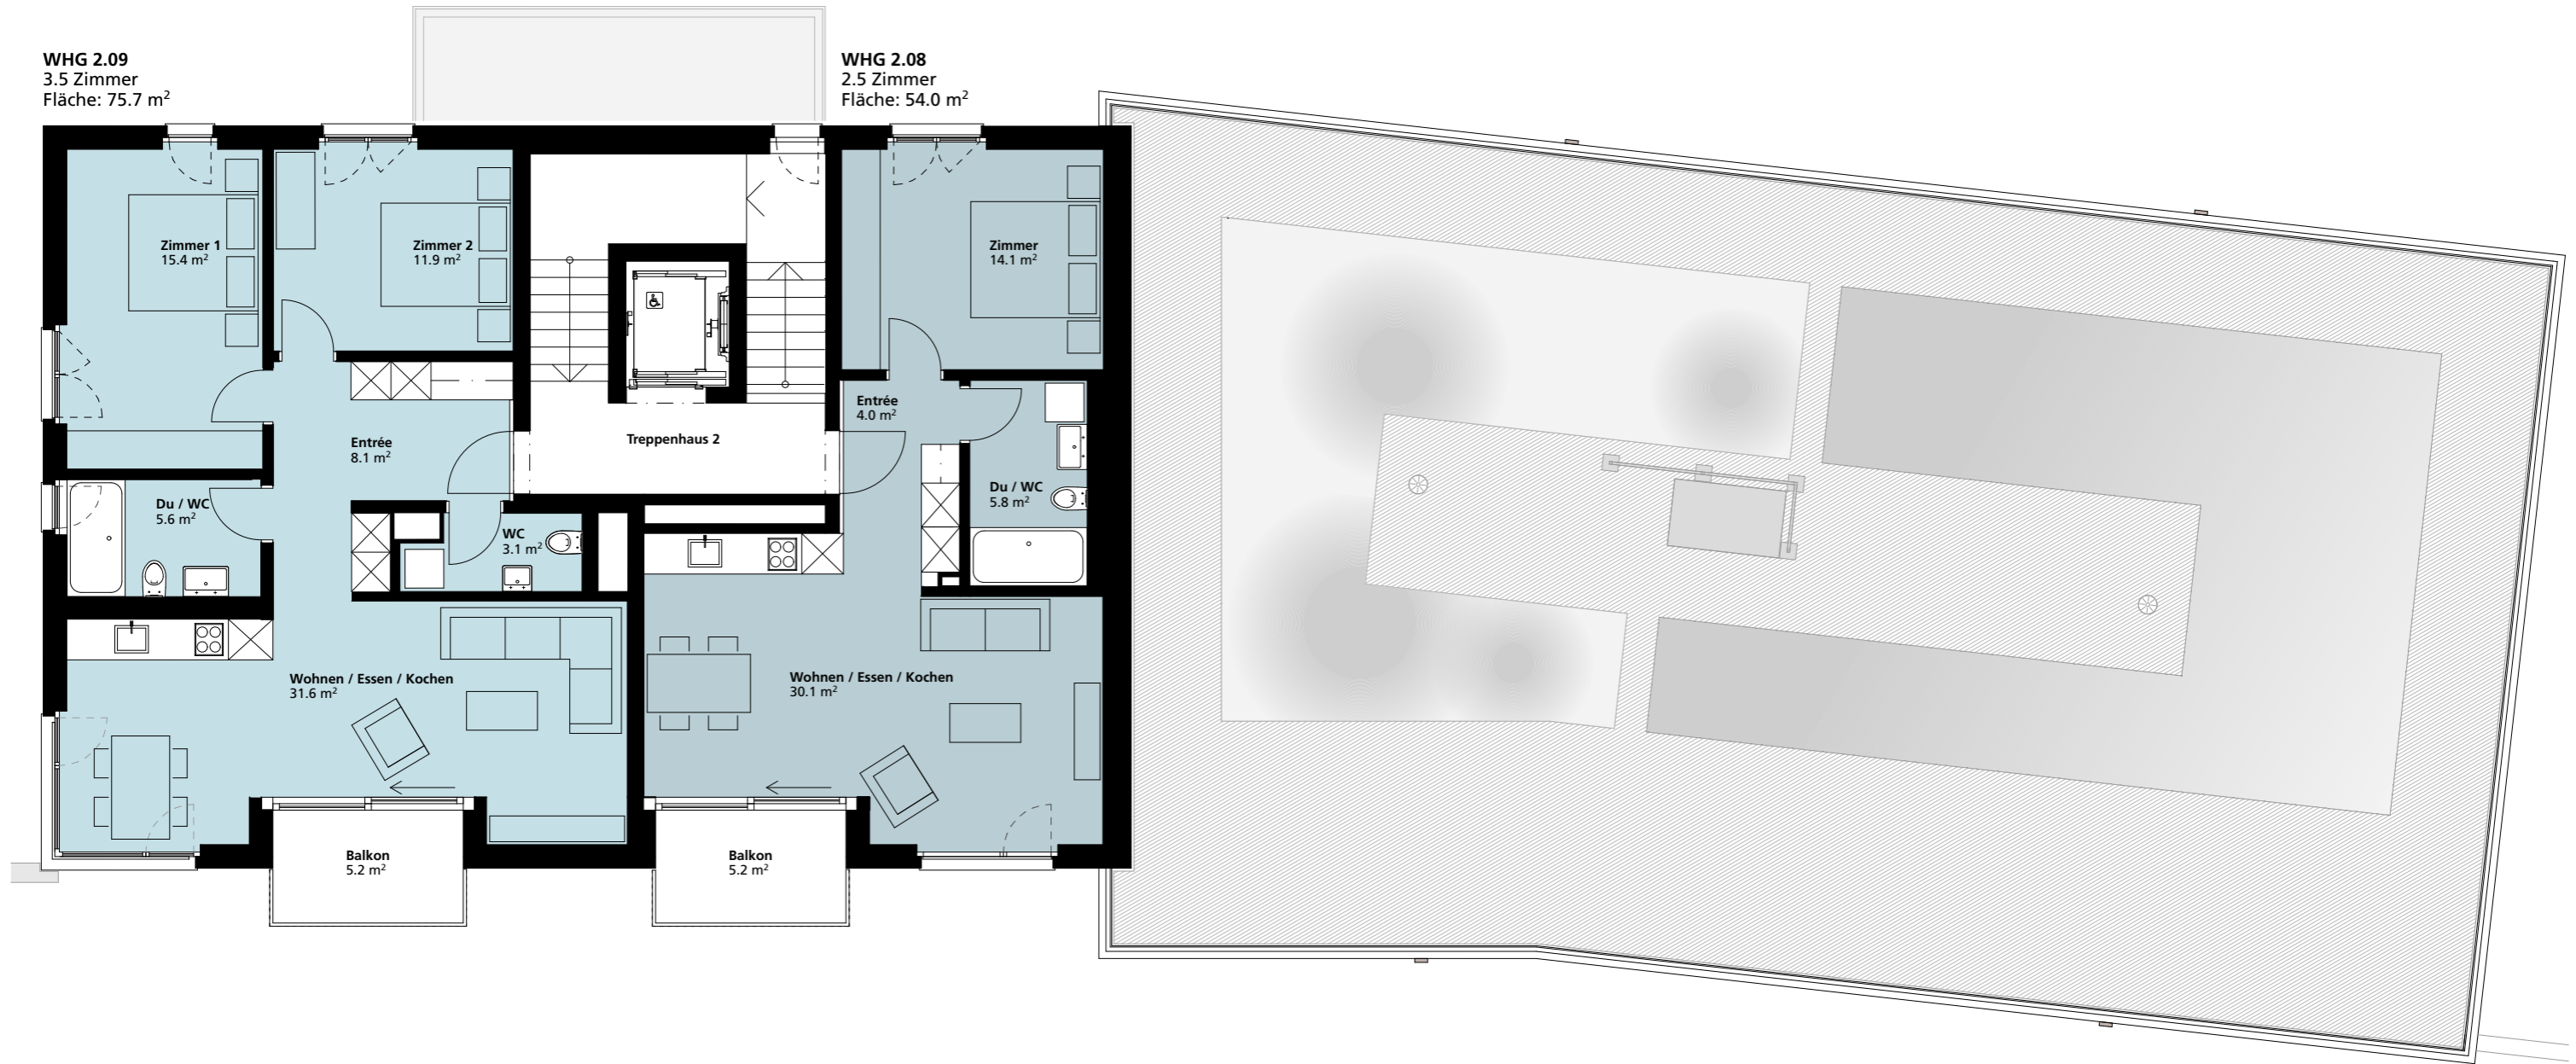 WHG 2.09
3.5 Zimmer
Fläche: 75.7 m²
WHG 2.08
2.5 Zimmer
Fläche: 54.0 m²
Zimmer 1
15.4 m²
Zimmer 2
11.9 m²
Zimmer
14.1 m²
Entrée
8.1 m²
Treppenhaus 2
Entrée
4.0 m²
Du / WC
5.6 m²
WC
3.1 m²
Du / WC
5.8 m²
Wohnen / Essen / Kochen
31.6 m²
Wohnen / Essen / Kochen
30.1 m²
Balkon
5.2 m²
Balkon
5.2 m²